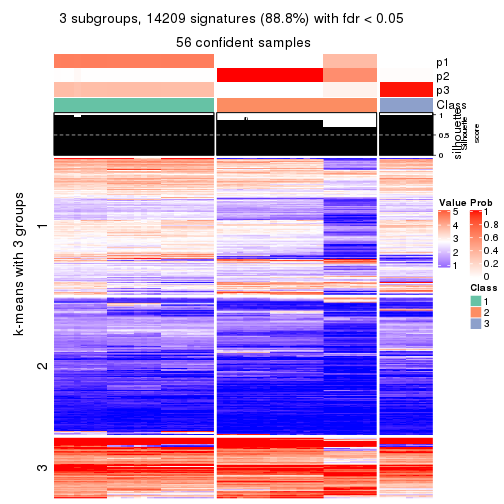 3 subgroups, 14209 signatures (88.8%) with fdr < 0.05
56 confident samples
p1
p2
p3
Class
1
0.5
0
silhouette
Silhouette
score
k-means with 3 groups
1
2
3
Value
5
4
3
2
1
Prob
1
0.8
0.6
0.4
0.2
0
Class
1
2
3